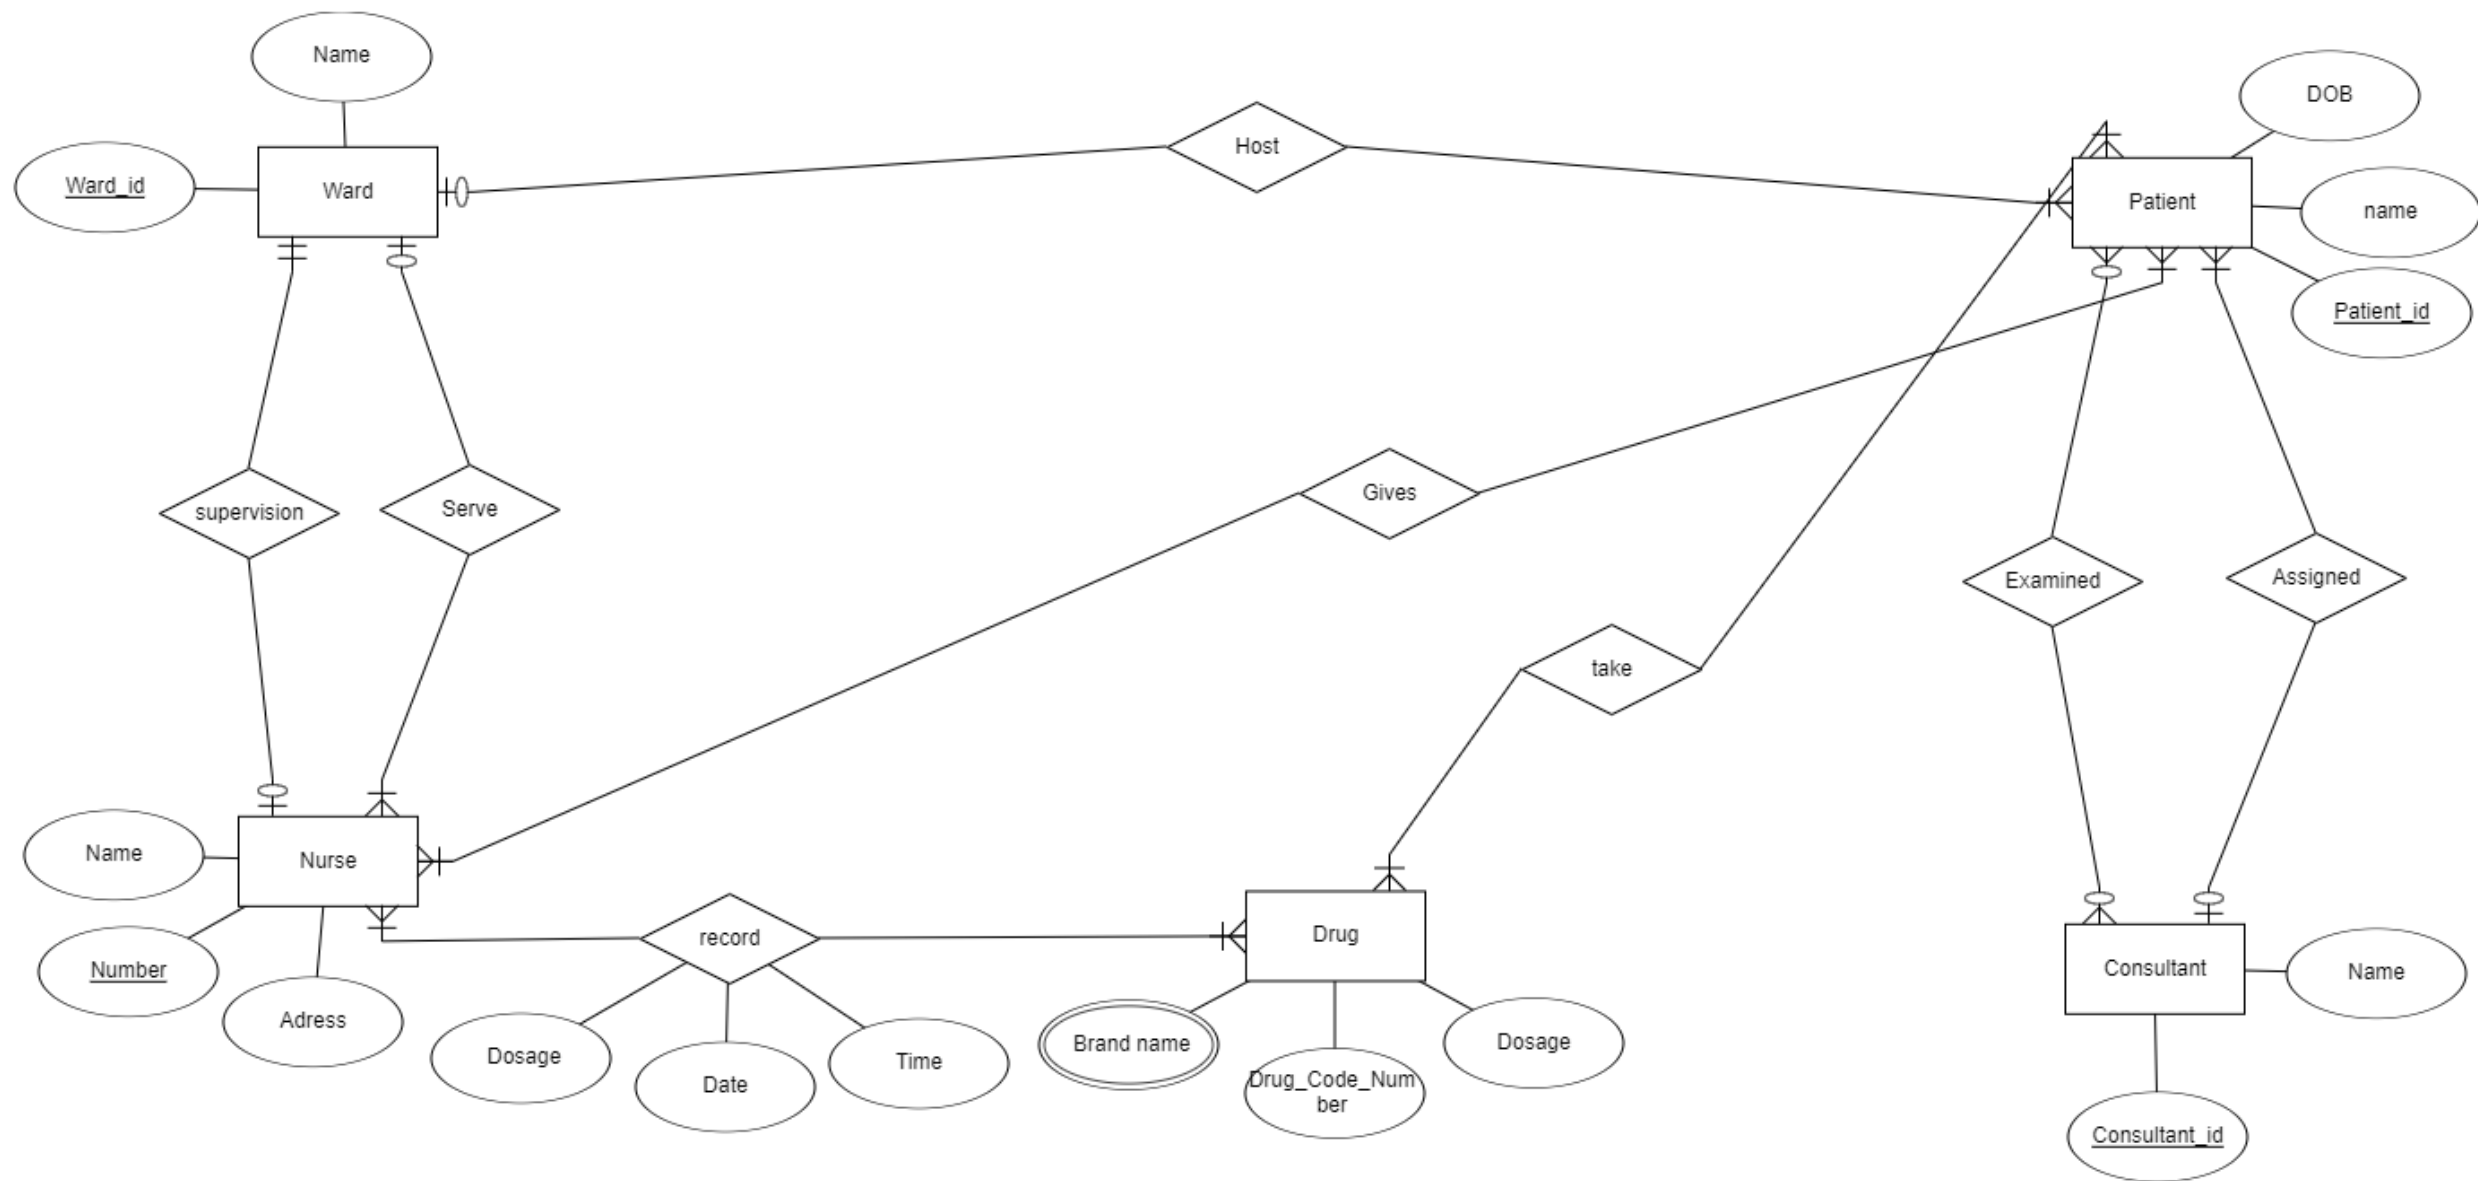 Name
DOB
Host
Ward_id
Ward
Patient
name
Patient_id
Gives
supervision
Serve
Examined
Assigned
take
Name
Nurse
record
Drug
Consultant
Name
Number
Adress
Dosage
Date
Time
Brand name
Drug_Code_Num
ber
Dosage
Consultant_id